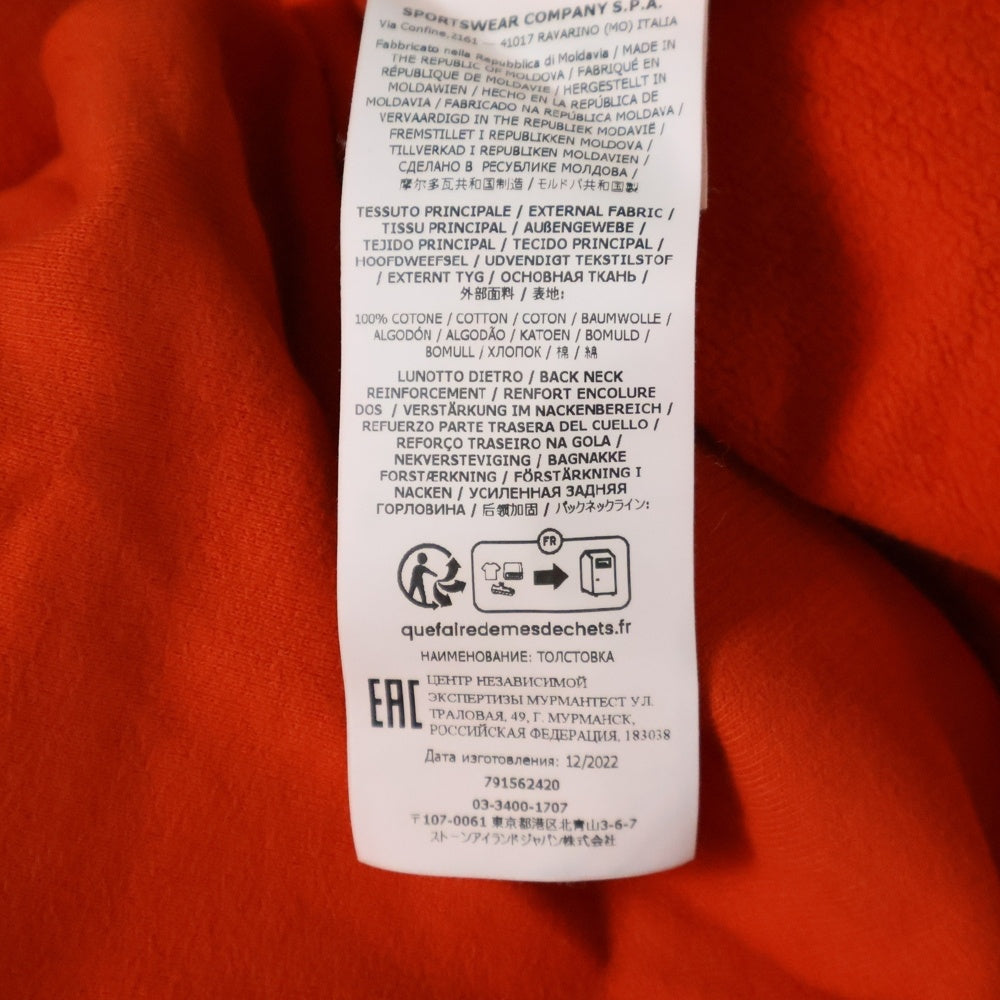 SPORTSWEAR COMPANY S.P.A.
Via Confine,2161 — 41017 RAVARINO (MO) ITALIA
Fabbricato nella Repubblica di Moldavia / MADE IN
THE REPUBLIC OF MOLDOVA / FABRIQUÉ EN
RÉPUBLIQUE DE MOLDAVIE / HERGESTELLT IN
MOLDAWIEN / HECHO EN LA REPÚBLICA DE
MOLDAVIA / FABRICADO NA REPÚBLICA MOLDAVA /
VERVAARDIGD IN THE REPUBLIEK MODAVIË /
FREMSTILLET I REPUBLIKKEN MOLDOVA /
TILLVERKAD I REPUBLIKEN MOLDAVIEN /
СДЕЛАНО В РЕСПУБЛИКЕ МОЛДОВА /
摩尔多瓦共和国制造 / モルドバ共和国製
TESSUTO PRINCIPALE / EXTERNAL FABRIC /
TISSU PRINCIPAL / AUßENGEWEBE /
TEJIDO PRINCIPAL / TECIDO PRINCIPAL /
HOOFDWEEFSEL / UDVENDIGT TEKSTILSTOF
/ EXTERNT TYG / ОСНОВНАЯ ТКАНЬ /
外部面料 / 表地:
100% COTONE / COTTON / COTON / BAUMWOLLE /
ALGODÓN / ALGODÃO / KATOEN / BOMULD /
BOMULL / ХЛОПОК / 棉 / 綿
LUNOTTO DIETRO / BACK NECK
REINFORCEMENT / RENFORT ENCOLURE
DOS / VERSTÄRKUNG IM NACKENBEREICH /
REFUERZO PARTE TRASERA DEL CUELLO /
REFORÇO TRASEIRO NA GOLA /
NEKVERSTEVIGING / BAGNAKKE
FORSTÆRKNING / FÖRSTÄRKNING I
NACKEN / УСИЛЕННАЯ ЗАДНЯЯ
ГОРЛОВИНА / 后领加固 / バックネックライン:
FR
quefairedemesdechets.fr
НАИМЕНОВАНИЕ: ТОЛСТОВКА
EAC
ЦЕНТР НЕЗАВИСИМОЙ
ЭКСПЕРТИЗЫ МУРМАНТЕСТ УЛ.
ТРАЛОВАЯ, 49, Г. МУРМАНСК,
РОССИЙСКАЯ ФЕДЕРАЦИЯ, 183038
Дата изготовления: 12/2022
791562420
03-3400-1707
〒107-0061 東京都港区北青山3-6-7
ストーンアイランドジャパン株式会社